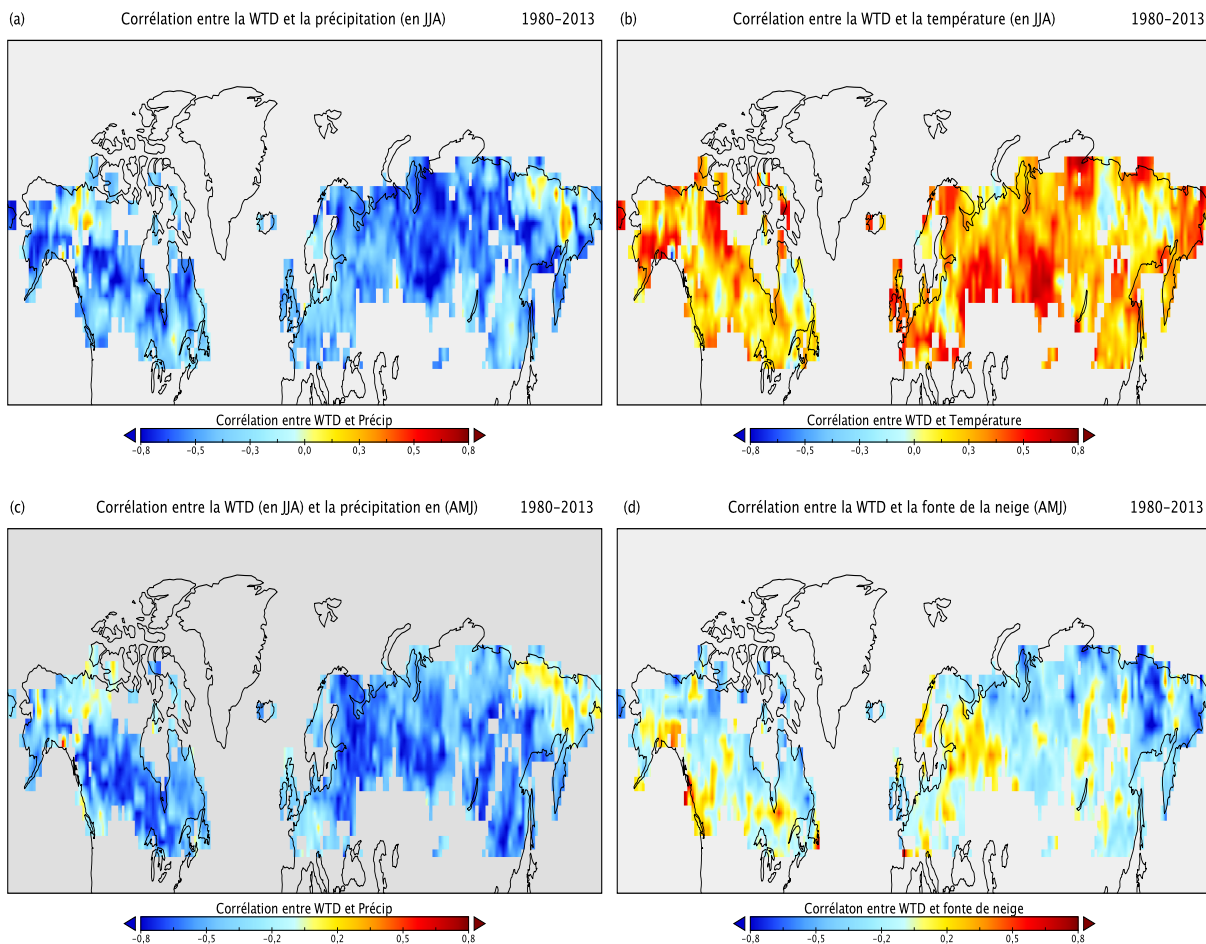 (a) Corrélation entre la WTD et la précipitation (en JJA) 1980–2013
(b) Corrélation entre la WTD et la température (en JJA) 1980–2013
Corrélation entre WTD et Précip
−0,8 −0,5 −0,3 0,0 0,3 0,5 0,8
Corrélation entre WTD et Température
−0,8 −0,5 −0,3 0,0 0,3 0,5 0,8
(c) Corrélation entre la WTD (en JJA) et la précipitation en (AMJ) 1980–2013
(d) Corrélation entre la WTD et la fonte de la neige (AMJ) 1980–2013
Corrélation entre WTD et Précip
−0,8 −0,5 −0,2 0,2 0,5 0,8
Corrélaton entre WTD et fonte de neige
−0,8 −0,5 −0,2 0,2 0,5 0,8